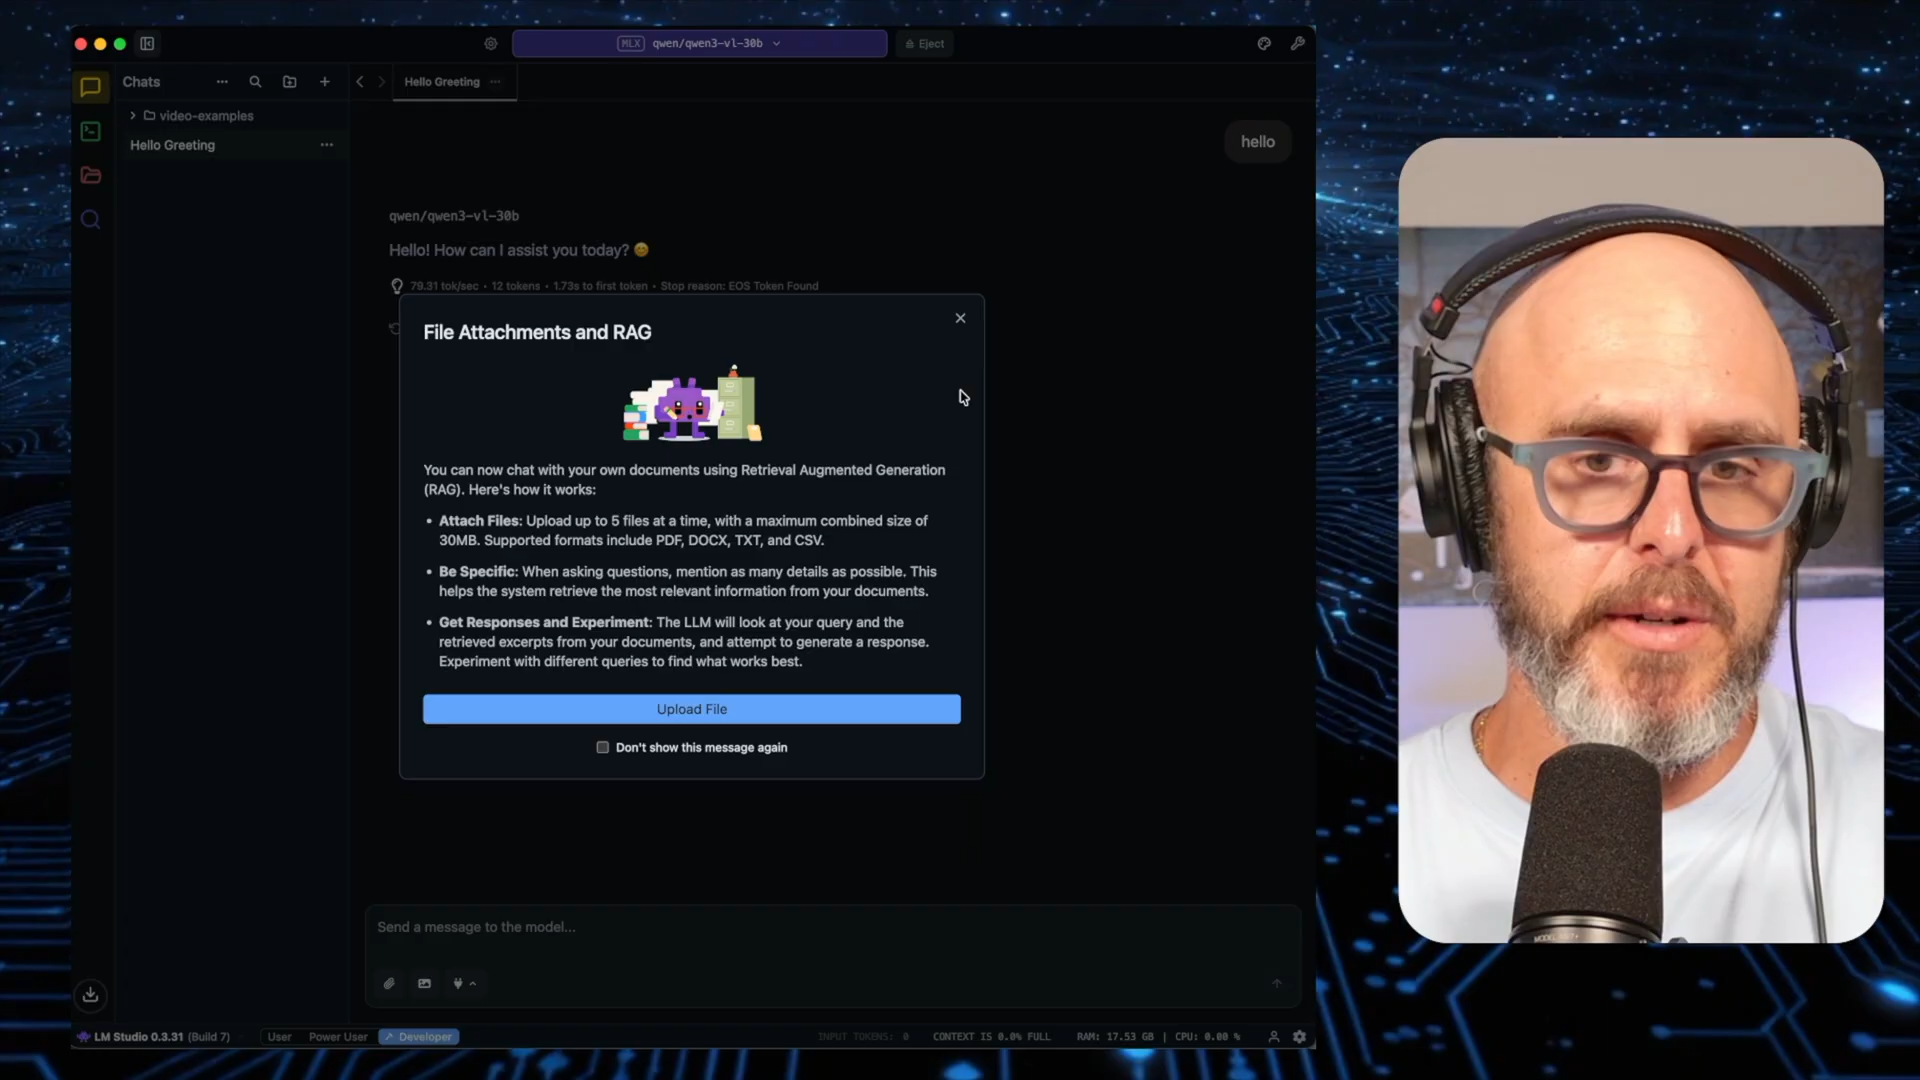 MLX qwen/qwen3-vl-30b
Eject
Chats
Hello Greeting
video-examples
Hello Greeting
hello
qwen/qwen3-vl-30b
Hello! How can I assist you today? 😊
79.31 tok/sec • 12 tokens • 1.73s to first token • Stop reason: EOS Token Found
File Attachments and RAG
You can now chat with your own documents using Retrieval Augmented Generation
(RAG). Here's how it works:
• Attach Files: Upload up to 5 files at a time, with a maximum combined size of
30MB. Supported formats include PDF, DOCX, TXT, and CSV.
• Be Specific: When asking questions, mention as many details as possible. This
helps the system retrieve the most relevant information from your documents.
• Get Responses and Experiment: The LLM will look at your query and the
retrieved excerpts from your documents, and attempt to generate a response.
Experiment with different queries to find what works best.
Upload File
Don't show this message again
Send a message to the model...
LM Studio 0.3.31 (Build 7)
User
Power User
Developer
INPUT TOKENS: 0
CONTEXT IS 0.0% FULL
RAM: 17.53 GB | CPU: 0.00 %